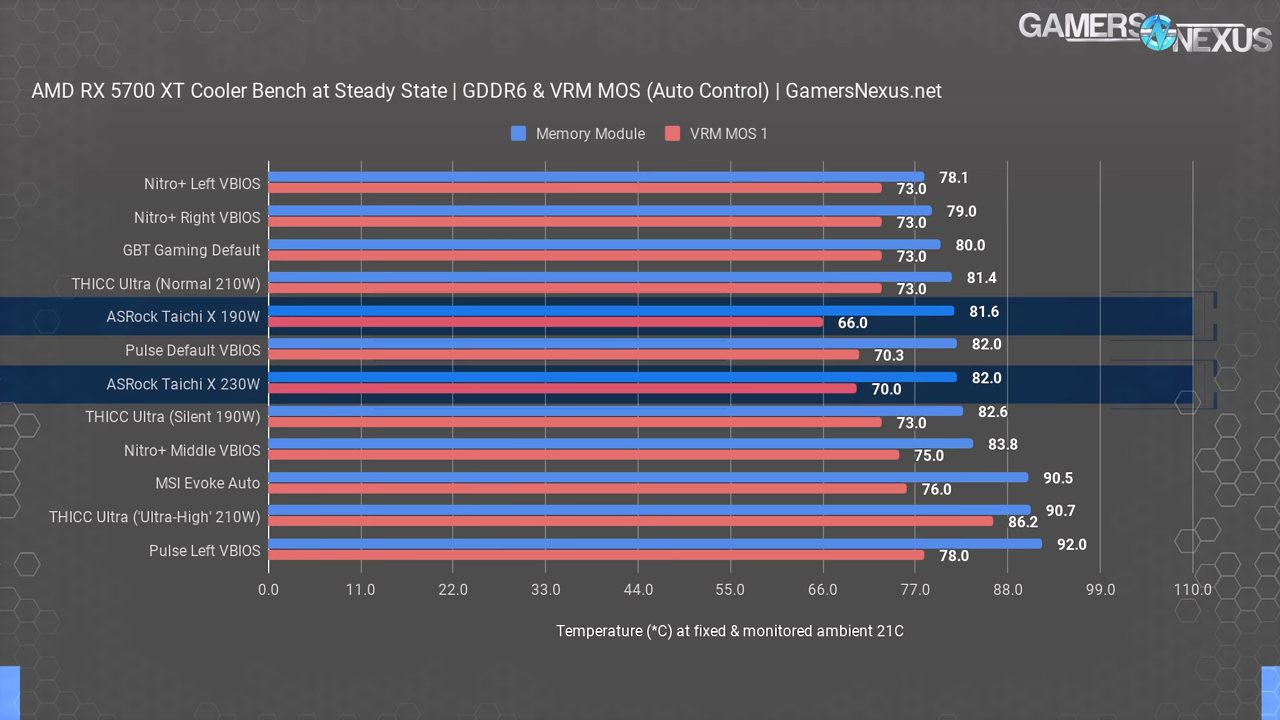 GAMERS NEXUS
AMD RX 5700 XT Cooler Bench at Steady State | GDDR6 & VRM MOS (Auto Control) | GamersNexus.net
Memory Module VRM MOS 1
Nitro+ Left VBIOS 78.1 73.0
Nitro+ Right VBIOS 79.0 73.0
GBT Gaming Default 80.0 73.0
THICC Ultra (Normal 210W) 81.4 73.0
ASRock Taichi X 190W 81.6 66.0
Pulse Default VBIOS 82.0 70.3
ASRock Taichi X 230W 82.0 70.0
THICC Ultra (Silent 190W) 82.6 73.0
Nitro+ Middle VBIOS 83.8 75.0
MSI Evoke Auto 90.5 76.0
THICC Ultra ('Ultra-High' 210W) 90.7 86.2
Pulse Left VBIOS 92.0 78.0
0.0 11.0 22.0 33.0 44.0 55.0 66.0 77.0 88.0 99.0 110.0
Temperature (*C) at fixed & monitored ambient 21C